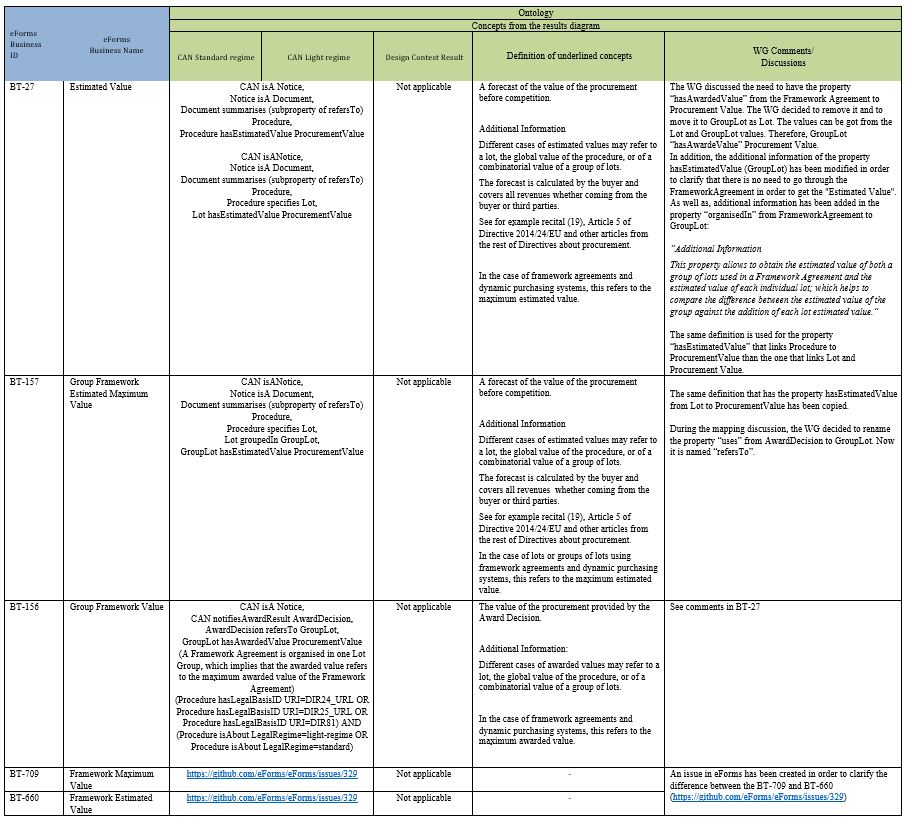 Ontology
Concepts from the results diagram
eForms
Business
ID
eForms
Business Name
CAN Standard regime
CAN Light regime
Design Contest Result
Definition of underlined concepts
WG Comments/
Discussions
BT-27
Estimated Value
CAN isA Notice,
Notice isA Document,
Document summarises (subproperty of refersTo)
Procedure,
Procedure hasEstimatedValue ProcurementValue
CAN isANotice,
Notice isA Document,
Document summarises (subproperty of refersTo)
Procedure,
Procedure specifies Lot,
Lot hasEstimatedValue ProcurementValue
Not applicable
A forecast of the value of the procurement
before competition.
Additional Information
Different cases of estimated values may refer to
a lot, the global value of the procedure, or of a
combinatorial value of a group of lots.
The forecast is calculated by the buyer and
covers all revenues whether coming from the
buyer or third parties.
See for example recital (19), Article 5 of
Directive 2014/24/EU and other articles from
the rest of Directives about procurement.
In the case of framework agreements and
dynamic purchasing systems, this refers to the
maximum estimated value.
The WG discussed the need to have the property
“hasAwardedValue” from the Framework Agreement to
Procurement Value. The WG decided to remove it and to
move it to GroupLot as Lot. The values can be got from the
Lot and GroupLot values. Therefore, GroupLot
“hasAwardeValue” Procurement Value.
In addition, the additional information of the property
hasEstimatedValue (GroupLot) has been modified in order
to clarify that there is no need to go through the
FrameworkAgreement in order to get the "Estimated Value".
As well as, additional information has been added in the
property “organisedIn” from FrameworkAgreement to
GroupLot:
“Additional Information
This property allows to obtain the estimated value of both a
group of lots used in a Framework Agreement and the
estimated value of each individual lot; which helps to
compare the difference between the estimated value of the
group against the addition of each lot estimated value.“
The same definition is used for the property
“hasEstimatedValue” that links Procedure to
ProcurementValue than the one that links Lot and
Procurement Value.
BT-157
Group Framework
Estimated Maximum
Value
CAN isANotice,
Notice isA Document,
Document summarises (subproperty of refersTo)
Procedure,
Procedure specifies Lot,
Lot groupedIn GroupLot,
GroupLot hasEstimatedValue ProcurementValue
Not applicable
A forecast of the value of the procurement
before competition.
Additional Information
Different cases of estimated values may refer to
a lot, the global value of the procedure, or of a
combinatorial value of a group of lots.
The forecast is calculated by the buyer and
covers all revenues whether coming from the
buyer or third parties.
See for example recital (19), Article 5 of
Directive 2014/24/EU and other articles from
the rest of Directives about procurement.
In the case of lots or groups of lots using
framework agreements and dynamic purchasing
systems, this refers to the maximum estimated
value.
The same definition that has the property hasEstimatedValue
from Lot to ProcurementValue has been copied.
During the mapping discussion, the WG decided to rename
the property “uses” from AwardDecision to GroupLot. Now
it is named “refersTo”.
BT-156
Group Framework Value
CAN isA Notice,
CAN notifiesAwardResult AwardDecision,
AwardDecision refersTo GroupLot,
GroupLot hasAwardedValue ProcurementValue
(A Framework Agreement is organised in one Lot
Group, which implies that the awarded value refers
to the maximum awarded value of the Framework
Agreement)
(Procedure hasLegalBasisID URI=DIR24_URL OR
Procedure hasLegalBasisID URI=DIR25_URL OR
Procedure hasLegalBasisID URI=DIR81) AND
(Procedure isAbout LegalRegime=light-regime OR
Procedure isAbout LegalRegime=standard)
Not applicable
The value of the procurement provided by the
Award Decision.
Additional Information:
Different cases of awarded values may refer to a
lot, the global value of the procedure, or of a
combinatorial value of a group of lots.
In the case of framework agreements and
dynamic purchasing systems, this refers to the
maximum awarded value.
See comments in BT-27
BT-709
Framework Maximum
Value
https://github.com/eForms/eForms/issues/329
Not applicable
-
An issue in eForms has been created in order to clarify the
difference between the BT-709 and BT-660
(https://github.com/eForms/eForms/issues/329)
BT-660
Framework Estimated
Value
https://github.com/eForms/eForms/issues/329
Not applicable
-